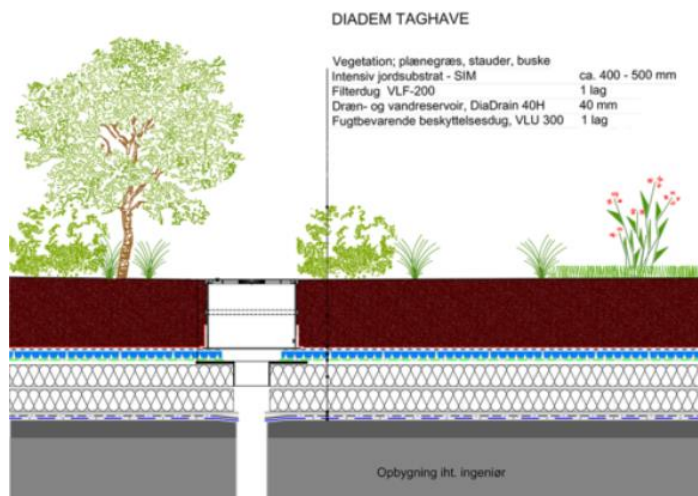 DIADEM TAGHAVE
Vegetation; plænegræs, stauder, buske
Intensiv jordsubstrat - SIM ca. 400 - 500 mm
Filterdug VLF-200 1 lag
Dræn- og vandreservoir, DiaDrain 40H 40 mm
Fugtbevarende beskyttelsesdug, VLU 300 1 lag
Opbygning iht. ingeniør